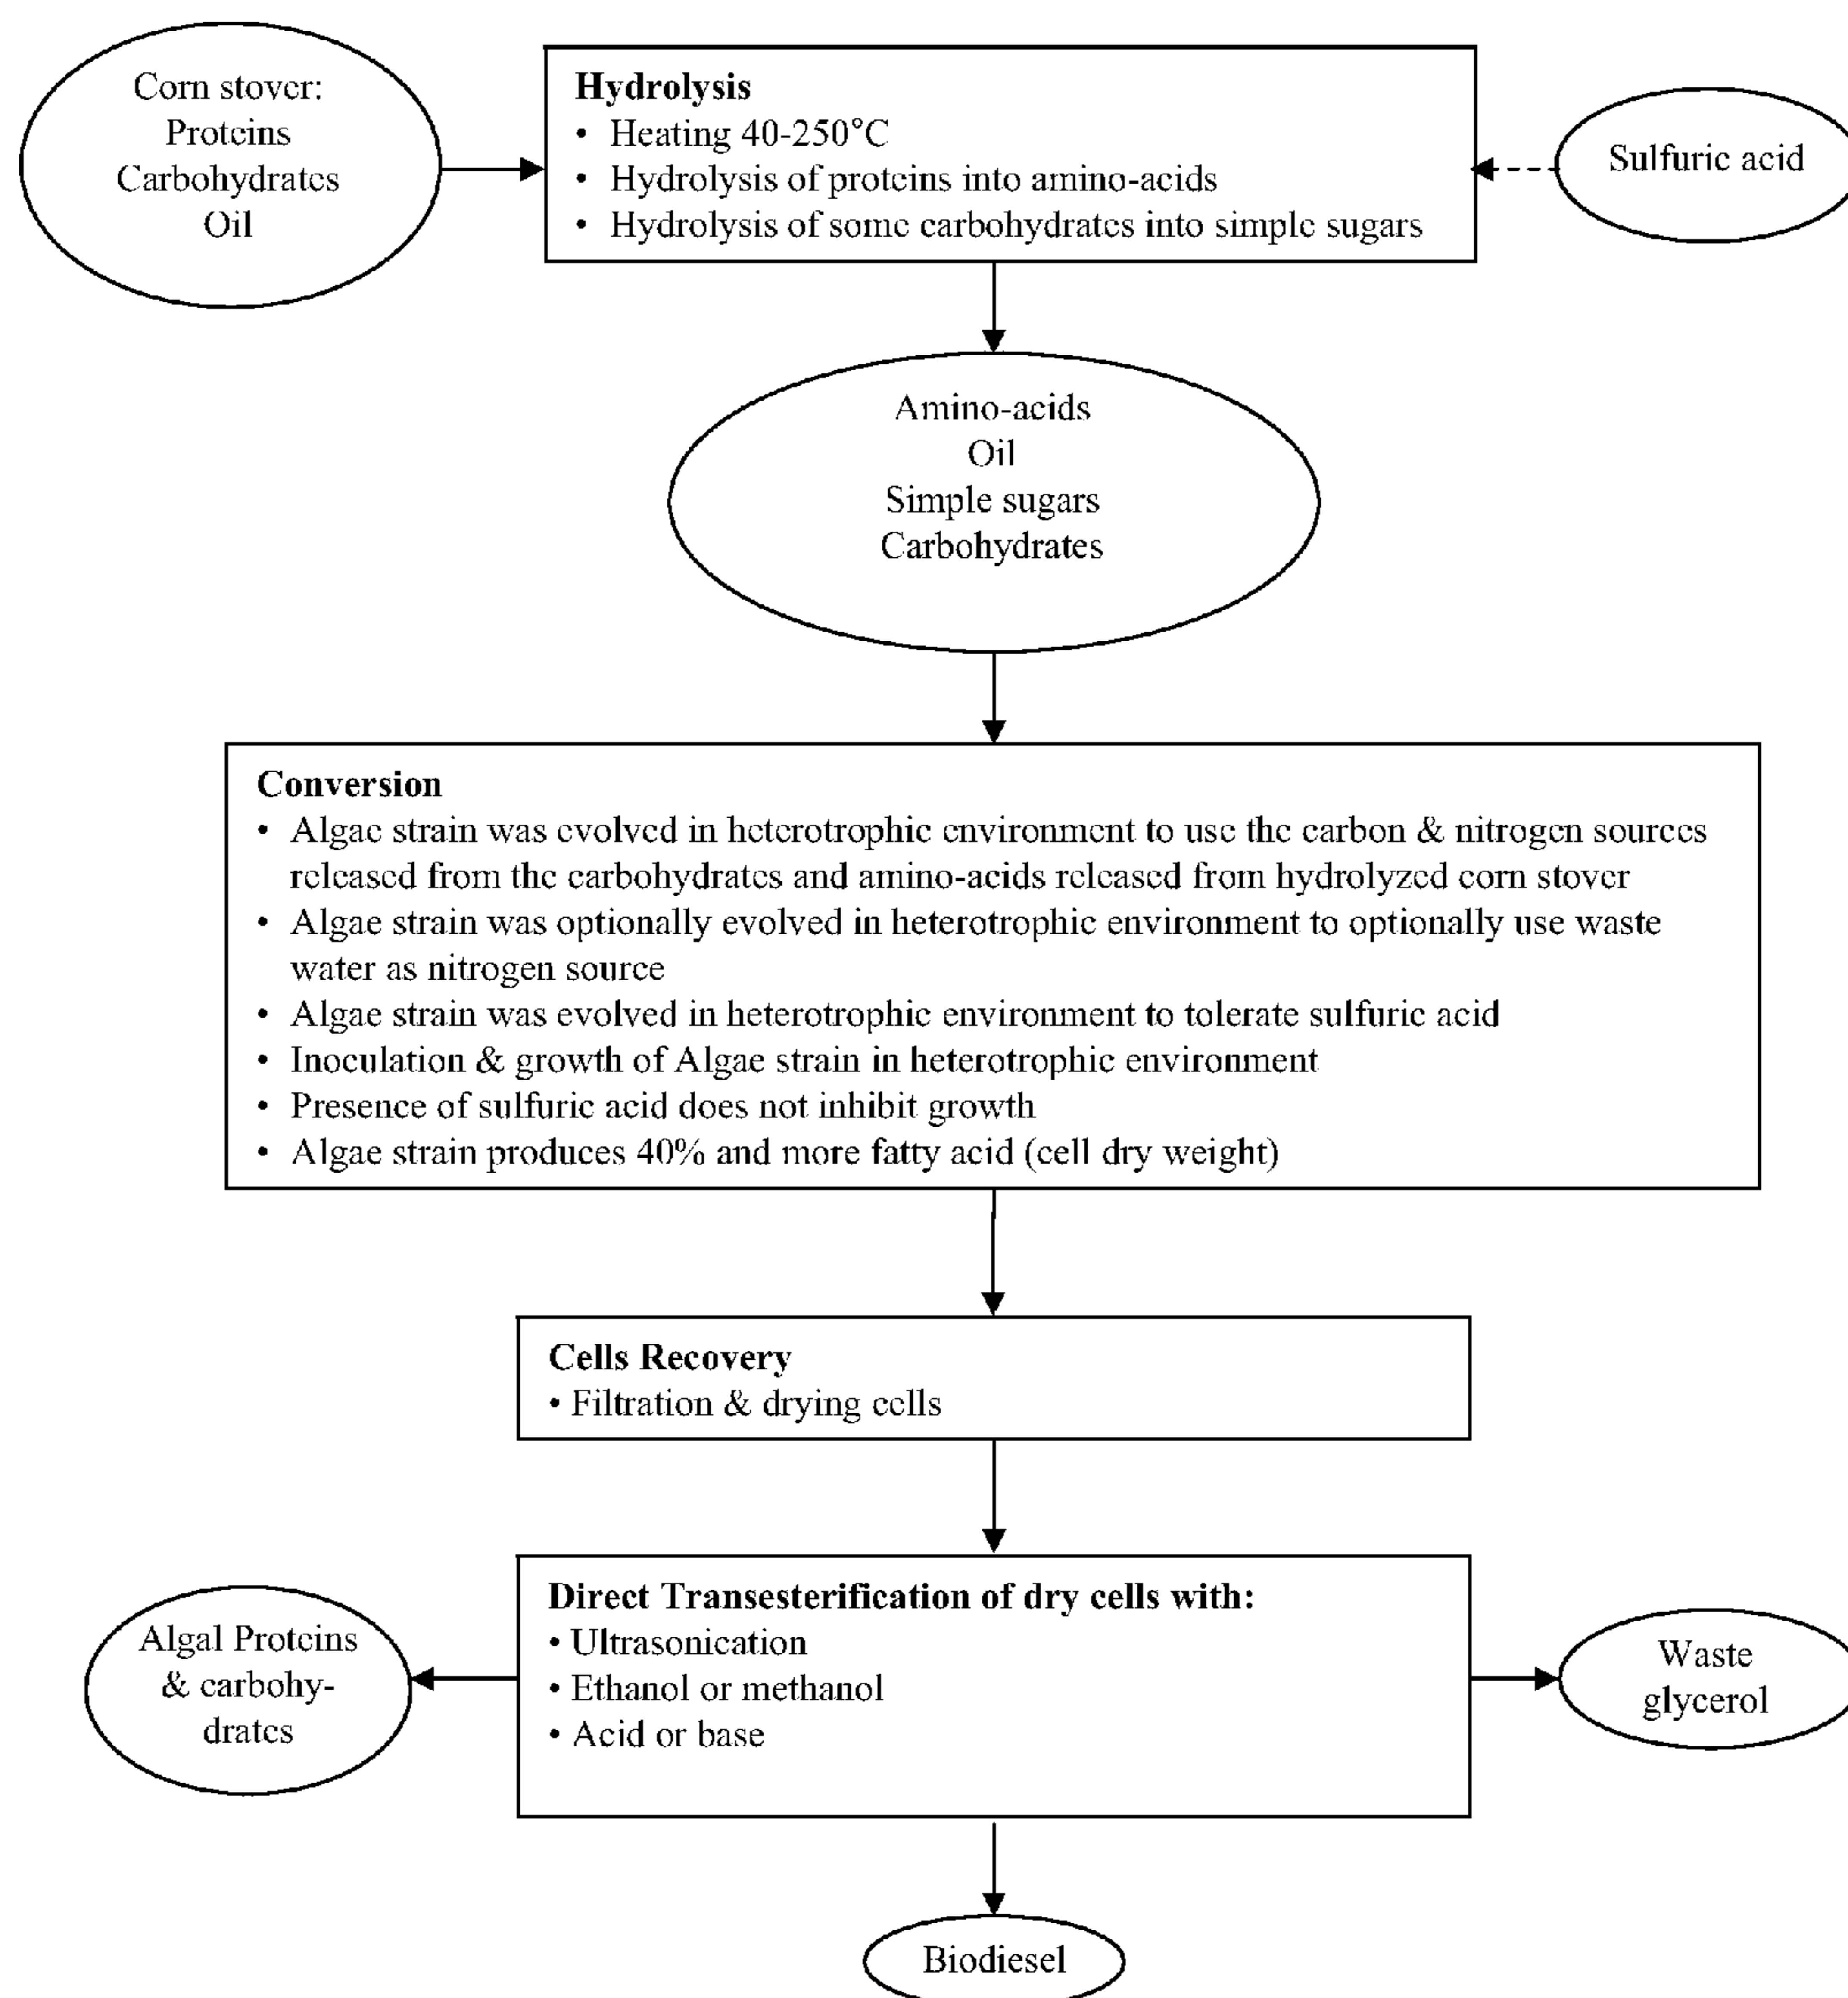 Corn stover:
Proteins
Carbohydrates
Oil
Hydrolysis
• Heating 40-250°C
• Hydrolysis of proteins into amino-acids
• Hydrolysis of some carbohydrates into simple sugars
Sulfuric acid
Amino-acids
Oil
Simple sugars
Carbohydrates
Conversion
• Algae strain was evolved in heterotrophic environment to use the carbon & nitrogen sources
released from the carbohydrates and amino-acids released from hydrolyzed corn stover
• Algae strain was optionally evolved in heterotrophic environment to optionally use waste
water as nitrogen source
• Algae strain was evolved in heterotrophic environment to tolerate sulfuric acid
• Inoculation & growth of Algae strain in heterotrophic environment
• Presence of sulfuric acid does not inhibit growth
• Algae strain produces 40% and more fatty acid (cell dry weight)
Cells Recovery
• Filtration & drying cells
Direct Transesterification of dry cells with:
• Ultrasonication
• Ethanol or methanol
• Acid or base
Algal Proteins
& carbohy-
drates
Waste
glycerol
Biodiesel